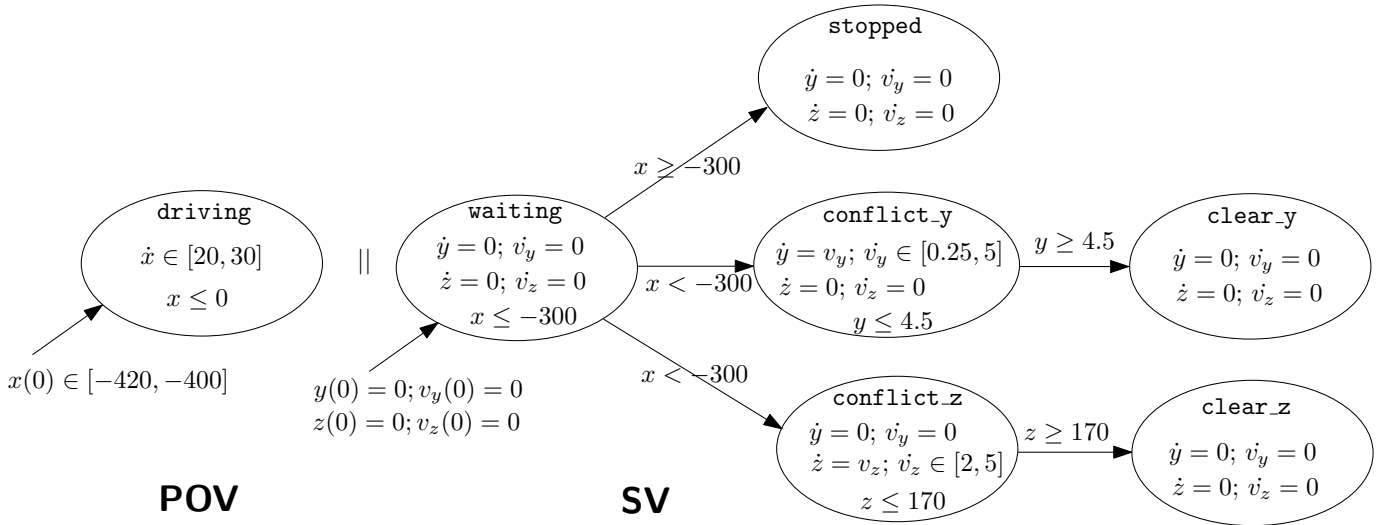 stopped
ẏ = 0; v̇_y = 0
ż = 0; v̇_z = 0
x ≥ −300
driving
ẋ ∈ [20, 30]
x ≤ 0
||
waiting
ẏ = 0; v̇_y = 0
ż = 0; v̇_z = 0
x ≤ −300
x < −300
conflict_y
ẏ = v_y; v̇_y ∈ [0.25, 5]
ż = 0; v̇_z = 0
y ≤ 4.5
y ≥ 4.5
clear_y
ẏ = 0; v̇_y = 0
ż = 0; v̇_z = 0
x(0) ∈ [−420, −400]
y(0) = 0; v_y(0) = 0
z(0) = 0; v_z(0) = 0
x < −300
conflict_z
ẏ = 0; v̇_y = 0
ż = v_z; v̇_z ∈ [2, 5]
z ≤ 170
z ≥ 170
clear_z
ẏ = 0; v̇_y = 0
ż = 0; v̇_z = 0
POV
SV